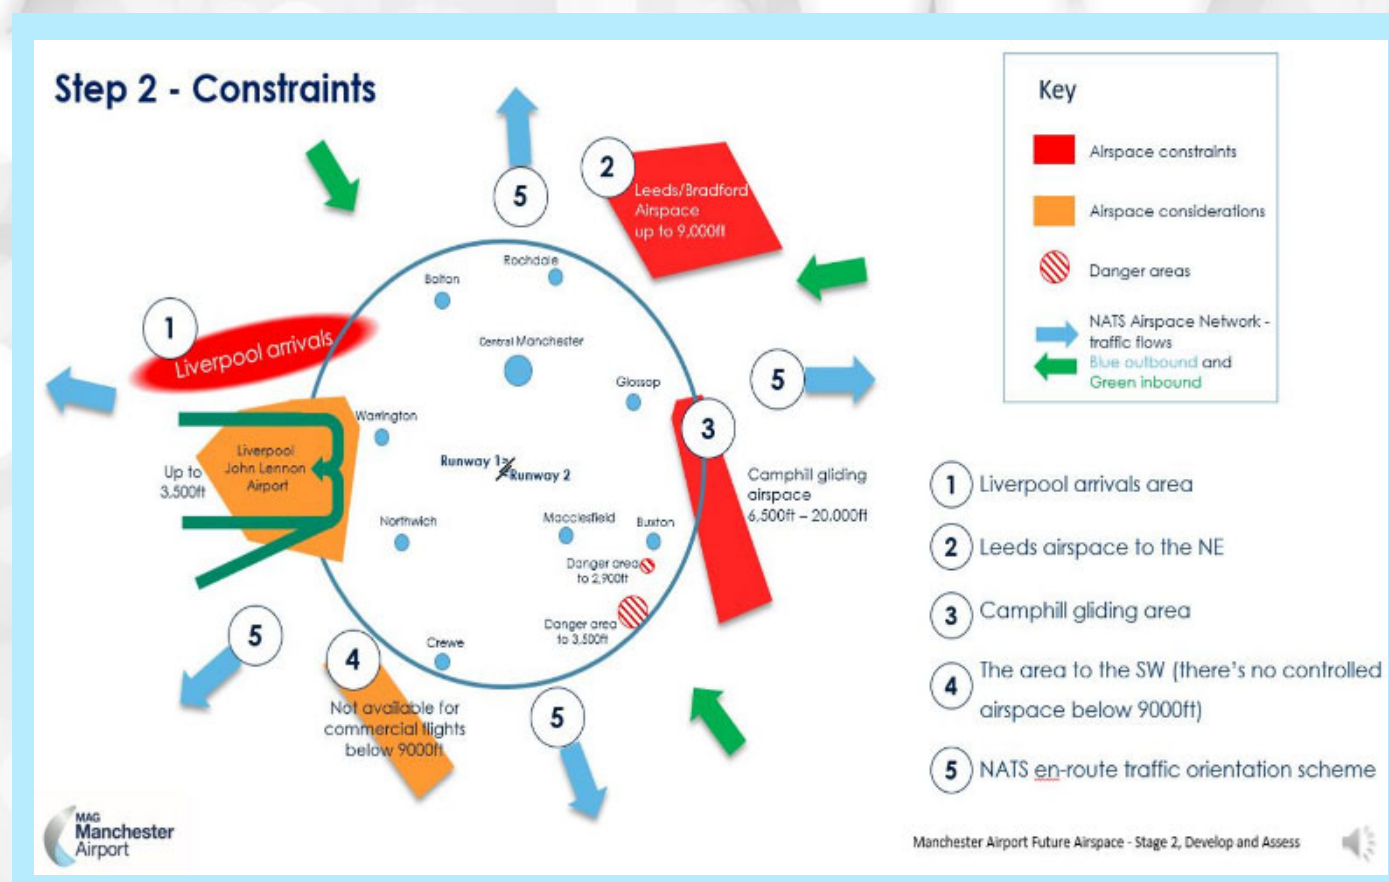 Step 2 - Constraints
Key
Airspace constraints
Airspace considerations
Danger areas
NATS Airspace Network -
traffic flows
Blue outbound and
Green inbound
5
2
Leeds/Bradford
Airspace
up to 9,000ft
1
Liverpool arrivals
Rochdale
Bolton
Central Manchester
Glossop
5
3
Warrington
Liverpool
John Lennon
Airport
Up to
3,500ft
Runway 1
Runway 2
Camphill gliding
airspace
6,500ft – 20,000ft
Northwich
Macclesfield
Buxton
Danger area
to 2,900ft
Danger area
to 3,500ft
Crewe
5
4
Not available for
commercial flights
below 9000ft
5
1 Liverpool arrivals area
2 Leeds airspace to the NE
3 Camphill gliding area
4 The area to the SW (there's no controlled
airspace below 9000ft)
5 NATS en-route traffic orientation scheme
MAG
Manchester
Airport
Manchester Airport Future Airspace - Stage 2, Develop and Assess